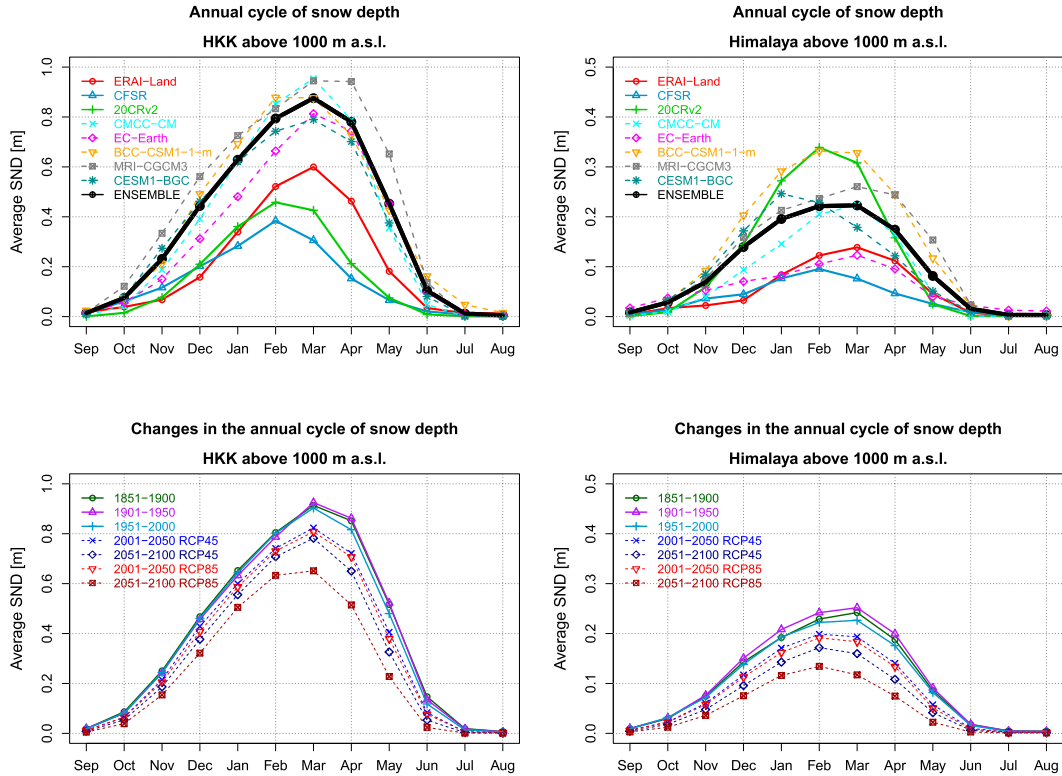 Annual cycle of snow depth
HKK above 1000 m a.s.l.
Average SND [m]
1.0
0.8
0.6
0.4
0.2
0.0
ERAI−Land
CFSR
20CRv2
CMCC−CM
EC−Earth
BCC−CSM1−1−m
MRI−CGCM3
CESM1−BGC
ENSEMBLE
Sep Oct Nov Dec Jan Feb Mar Apr May Jun Jul Aug
Annual cycle of snow depth
Himalaya above 1000 m a.s.l.
Average SND [m]
0.5
0.4
0.3
0.2
0.1
0.0
ERAI−Land
CFSR
20CRv2
CMCC−CM
EC−Earth
BCC−CSM1−1−m
MRI−CGCM3
CESM1−BGC
ENSEMBLE
Sep Oct Nov Dec Jan Feb Mar Apr May Jun Jul Aug
Changes in the annual cycle of snow depth
HKK above 1000 m a.s.l.
Average SND [m]
1.0
0.8
0.6
0.4
0.2
0.0
1851−1900
1901−1950
1951−2000
2001−2050 RCP45
2051−2100 RCP45
2001−2050 RCP85
2051−2100 RCP85
Sep Oct Nov Dec Jan Feb Mar Apr May Jun Jul Aug
Changes in the annual cycle of snow depth
Himalaya above 1000 m a.s.l.
Average SND [m]
0.5
0.4
0.3
0.2
0.1
0.0
1851−1900
1901−1950
1951−2000
2001−2050 RCP45
2051−2100 RCP45
2001−2050 RCP85
2051−2100 RCP85
Sep Oct Nov Dec Jan Feb Mar Apr May Jun Jul Aug